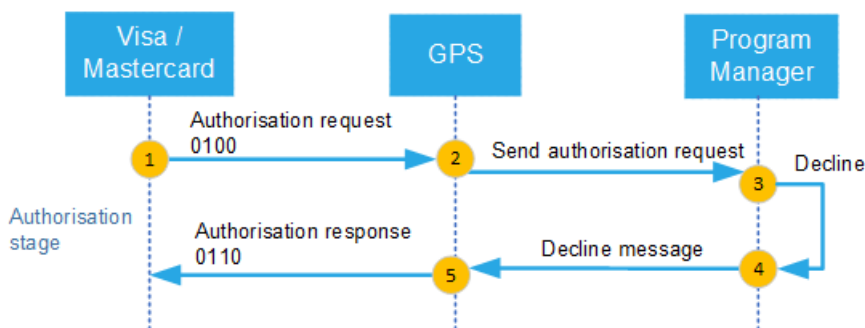 Visa /
Mastercard
GPS
Program
Manager
Authorisation request
0100
1
2
Send authorisation request
3
Decline
Authorisation
stage
Authorisation response
0110
5
Decline message
4